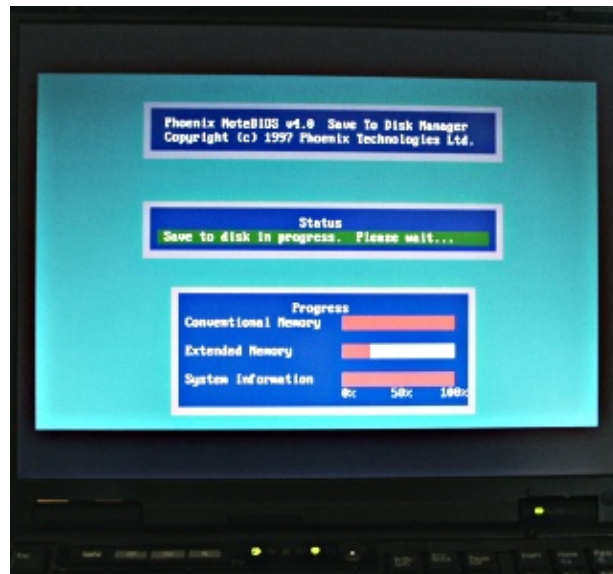 Phoenix NoteBIOS v4.0 Save To Disk Manager
Copyright (c) 1997 Phoenix Technologies Ltd.
Status
Save to disk in progress. Please wait...
Progress
Conventional Memory
Extended Memory
System Information
0% 50% 100%